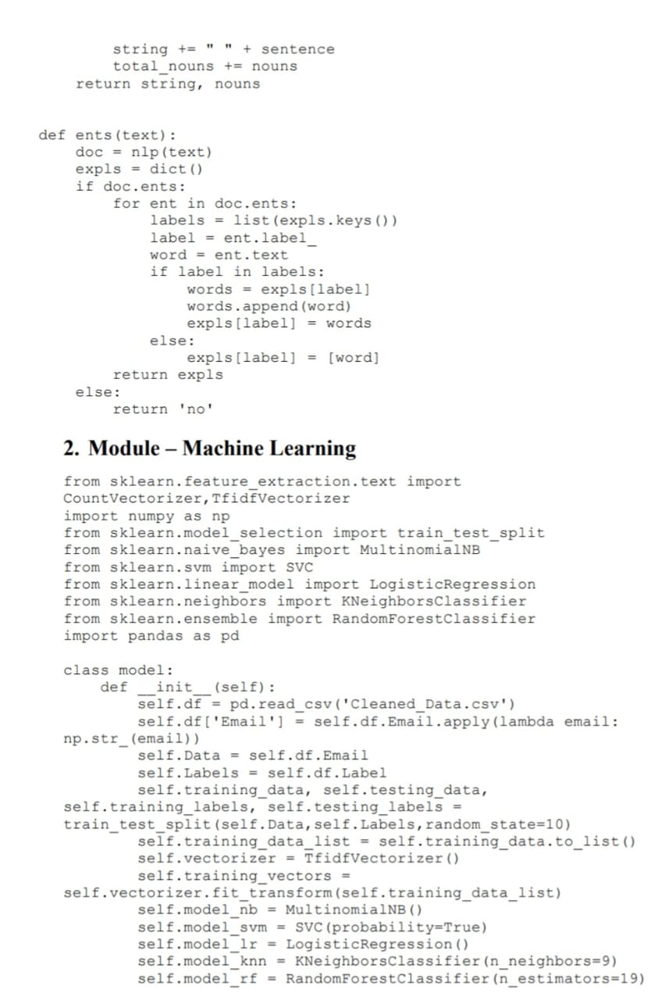 string += " " + sentence
total_nouns += nouns
return string, nouns
def ents(text):
doc = nlp(text)
expls = dict()
if doc.ents:
for ent in doc.ents:
labels = list(expls.keys())
label = ent.label_
word = ent.text
if label in labels:
words = expls[label]
words.append(word)
expls[label] = words
else:
expls[label] = [word]
return expls
else:
return 'no'
2. Module – Machine Learning
from sklearn.feature_extraction.text import
CountVectorizer,TfidfVectorizer
import numpy as np
from sklearn.model_selection import train_test_split
from sklearn.naive_bayes import MultinomialNB
from sklearn.svm import SVC
from sklearn.linear_model import LogisticRegression
from sklearn.neighbors import KNeighborsClassifier
from sklearn.ensemble import RandomForestClassifier
import pandas as pd
class model:
def __init__(self):
self.df = pd.read_csv('Cleaned_Data.csv')
self.df['Email'] = self.df.Email.apply(lambda email:
np.str_(email))
self.Data = self.df.Email
self.Labels = self.df.Label
self.training_data, self.testing_data,
self.training_labels, self.testing_labels =
train_test_split(self.Data,self.Labels,random_state=10)
self.training_data_list = self.training_data.to_list()
self.vectorizer = TfidfVectorizer()
self.training_vectors =
self.vectorizer.fit_transform(self.training_data_list)
self.model_nb = MultinomialNB()
self.model_svm = SVC(probability=True)
self.model_lr = LogisticRegression()
self.model_knn = KNeighborsClassifier(n_neighbors=9)
self.model_rf = RandomForestClassifier(n_estimators=19)